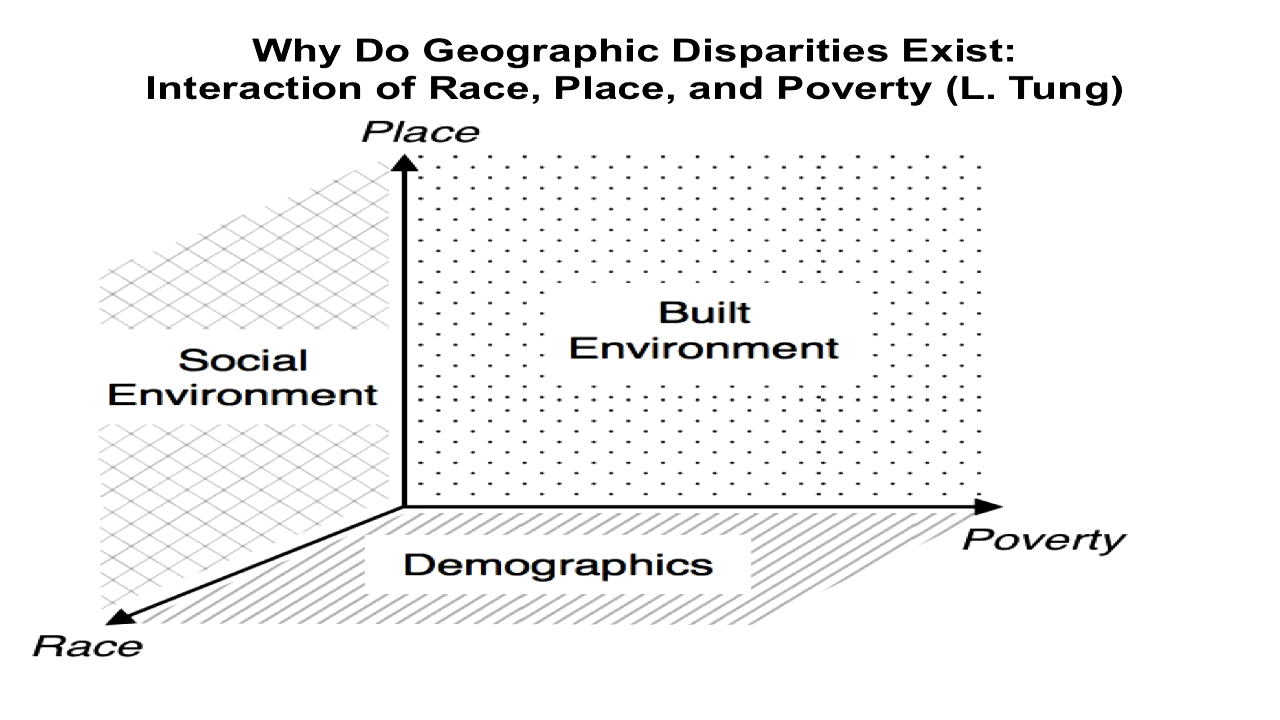 Why Do Geographic Disparities Exist:
Interaction of Race, Place, and Poverty (L. Tung)
Place
Built
Environment
Social
Environment
Poverty
Demographics
Race